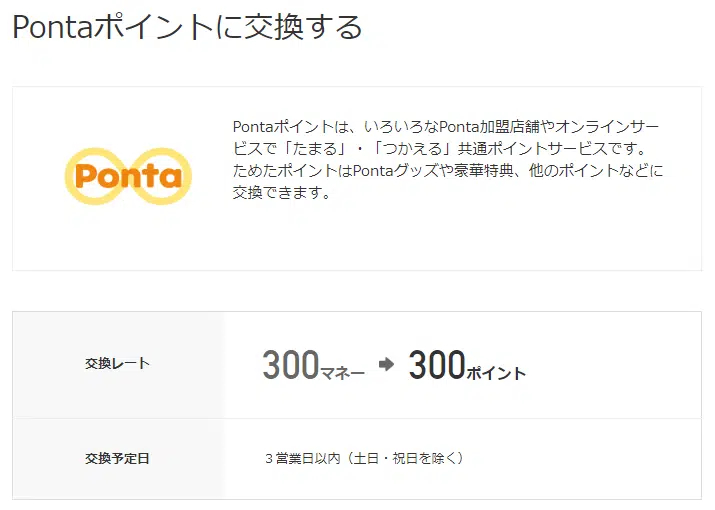 Pontaポイントに交換する
Ponta
Pontaポイントは、いろいろなPonta加盟店舗やオンラインサー
ビスで「たまる」・「つかえる」共通ポイントサービスです。
ためたポイントはPontaグッズや豪華特典、他のポイントなどに
交換できます。
交換レート
300マネー 300ポイント
交換予定日
３営業日以内（土日・祝日を除く）